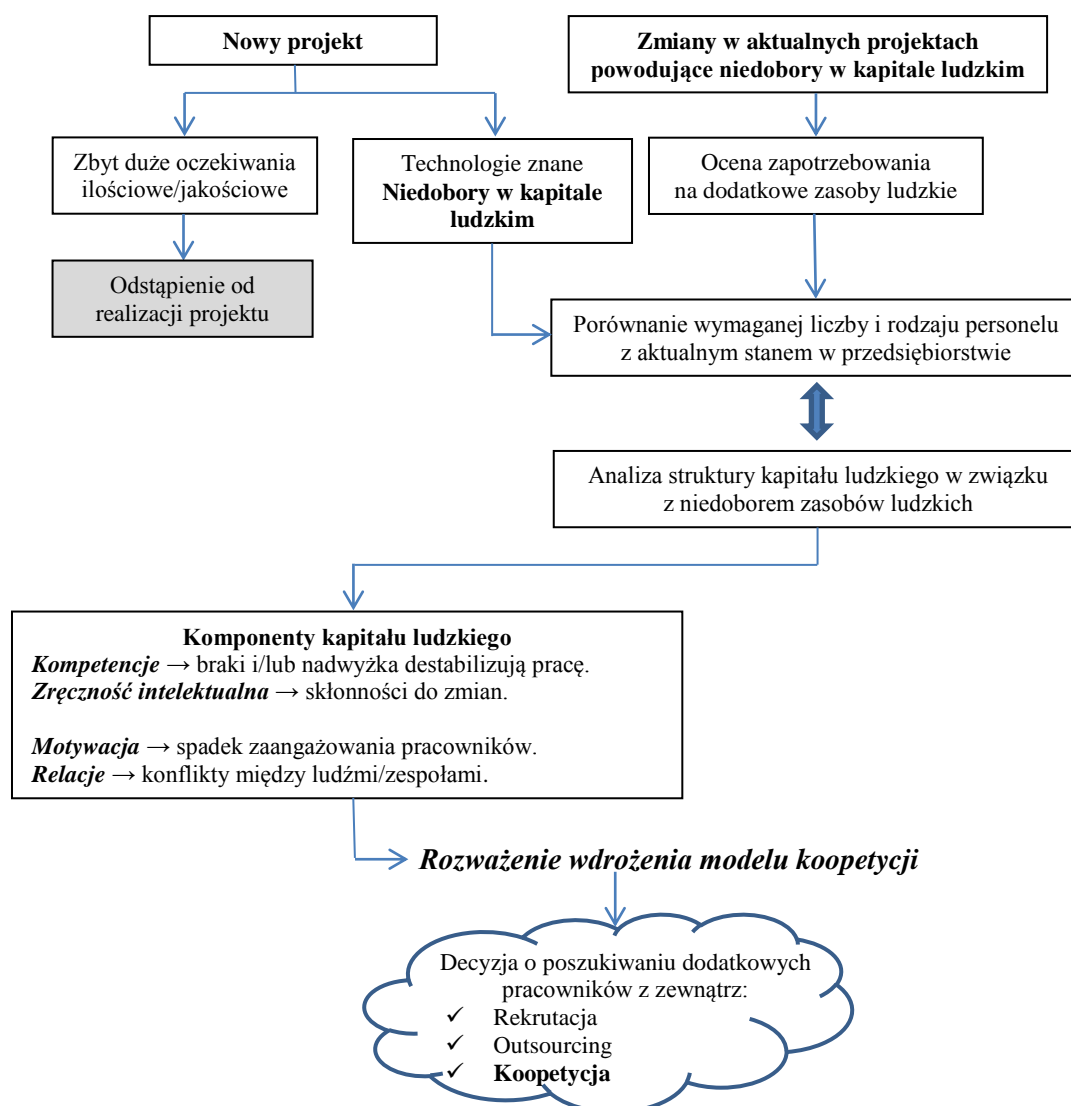 Nowy projekt
Zmiany w aktualnych projektach
powodujące niedobory w kapitale ludzkim
Zbyt duże oczekiwania
ilościowe/jakościowe
Technologie znane
Niedobory w kapitale
ludzkim
Ocena zapotrzebowania
na dodatkowe zasoby ludzkie
Odstąpienie od
realizacji projektu
Porównanie wymaganej liczby i rodzaju personelu
z aktualnym stanem w przedsiębiorstwie
Analiza struktury kapitału ludzkiego w związku
z niedoborem zasobów ludzkich
Komponenty kapitału ludzkiego
Kompetencje → braki i/lub nadwyżka destabilizują pracę.
Zręczność intelektualna → skłonności do zmian.
Motywacja → spadek zaangażowania pracowników.
Relacje → konflikty między ludźmi/zespołami.
Rozważenie wdrożenia modelu koopetycji
Decyzja o poszukiwaniu dodatkowych
pracowników z zewnątrz:
✓ Rekrutacja
✓ Outsourcing
✓ Koopetycja